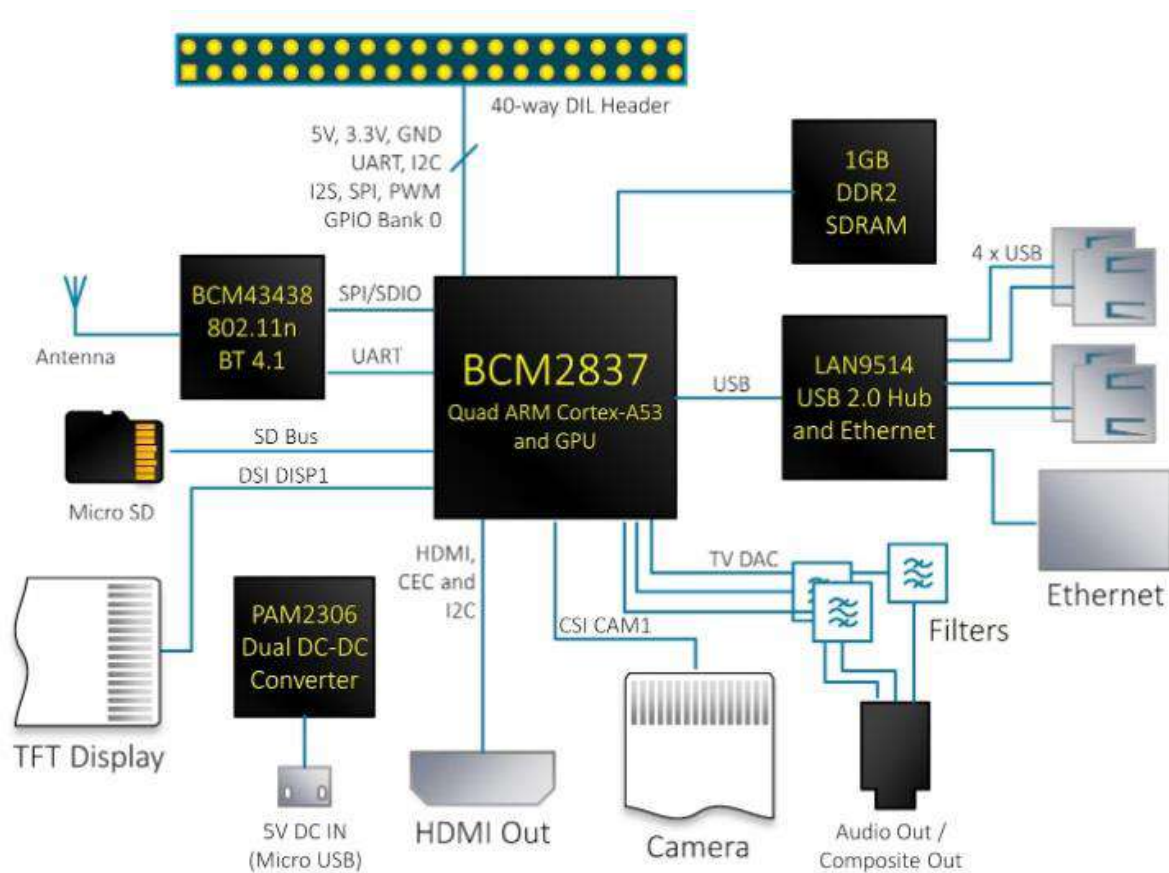 40-way DIL Header
5V, 3.3V, GND
UART, I2C
I2S, SPI, PWM
GPIO Bank 0
1GB
DDR2
SDRAM
4 x USB
BCM43438
802.11n
BT 4.1
SPI/SDIO
UART
Antenna
BCM2837
Quad ARM Cortex-A53
and GPU
USB
LAN9514
USB 2.0 Hub
and Ethernet
SD Bus
DSI DISP1
Micro SD
HDMI,
CEC and
I2C
TV DAC
Ethernet
PAM2306
Dual DC-DC
Converter
CSI CAM1
Filters
TFT Display
5V DC IN
(Micro USB)
HDMI Out
Camera
Audio Out /
Composite Out